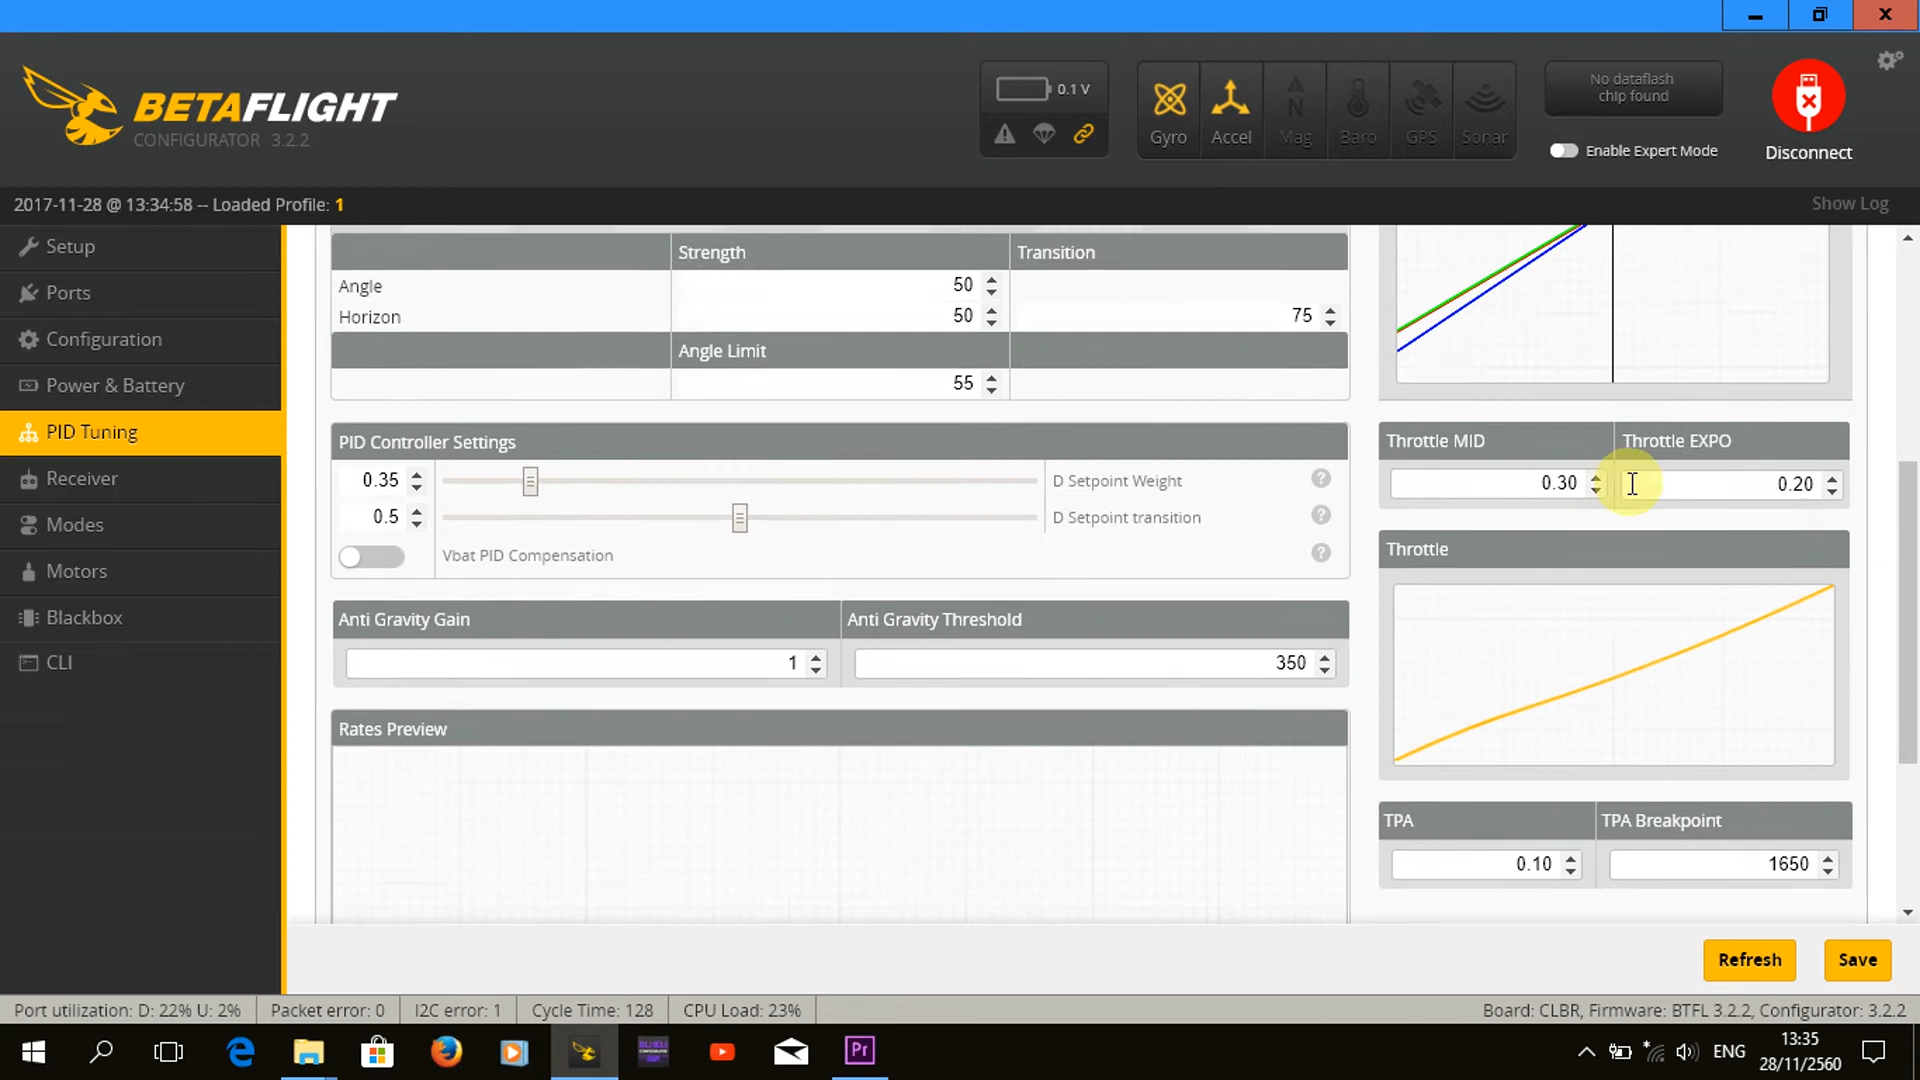 BETAFLIGHT
CONFIGURATOR 3.2.2
0.1 V
Gyro Accel Mag Baro GPS Sonar
No dataflash
chip found
Enable Expert Mode
Disconnect
2017-11-28 @ 13:34:58 -- Loaded Profile: 1
Show Log
Setup
Ports
Configuration
Power & Battery
PID Tuning
Receiver
Modes
Motors
Blackbox
CLI
Strength Transition
Angle 50
Horizon 50 75
Angle Limit
55
PID Controller Settings
0.35 D Setpoint Weight ?
0.5 D Setpoint transition ?
Vbat PID Compensation ?
Anti Gravity Gain Anti Gravity Threshold
1 350
Rates Preview
Throttle MID Throttle EXPO
0.30 0.20
Throttle
TPA TPA Breakpoint
0.10 1650
Refresh Save
Port utilization: D: 22% U: 2% Packet error: 0 I2C error: 1 Cycle Time: 128 CPU Load: 23% Board: CLBR, Firmware: BTFL 3.2.2, Configurator: 3.2.2
Pr
ENG
13:35
28/11/2560